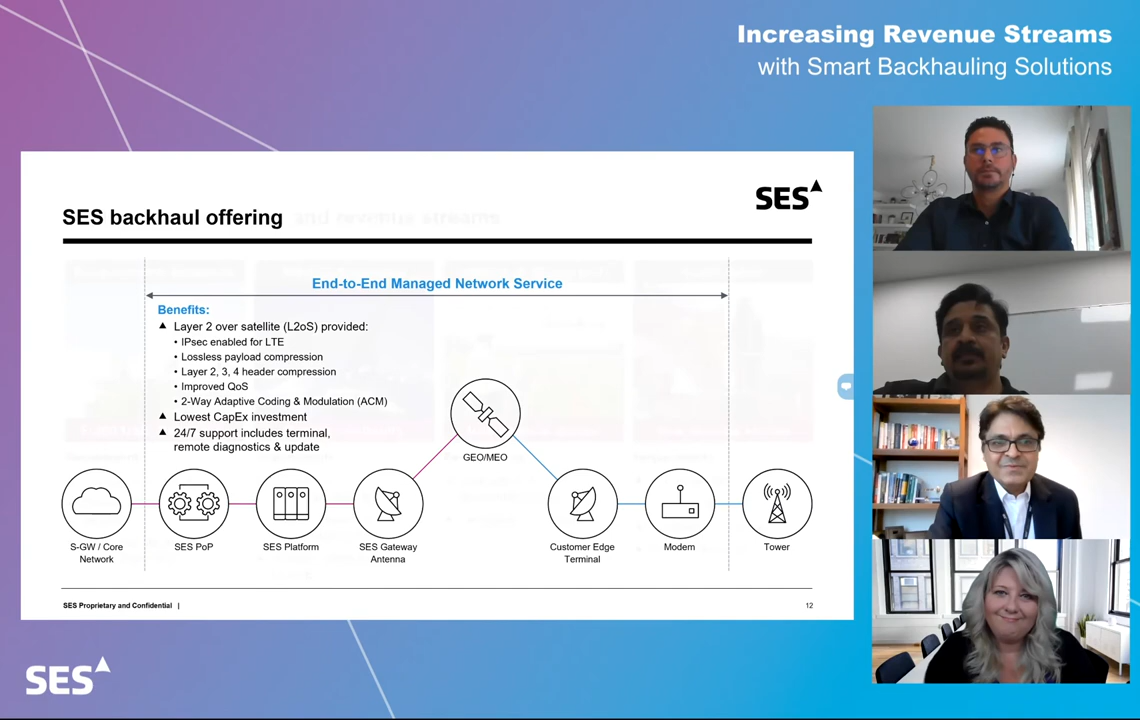 Increasing Revenue Streams
with Smart Backhauling Solutions
SES
SES backhaul offering
and revenue streams
End-to-End Managed Network Service
Benefits:
▲ Layer 2 over satellite (L2oS) provided:
• IPsec enabled for LTE
• Lossless payload compression
• Layer 2, 3, 4 header compression
• Improved QoS
• 2-Way Adaptive Coding & Modulation (ACM)
▲ Lowest CapEx investment
▲ 24/7 support includes terminal,
remote diagnostics & update
GEO/MEO
S-GW / Core
Network
SES PoP
SES Platform
SES Gateway
Antenna
Customer Edge
Terminal
Modem
Tower
SES Proprietary and Confidential |
12
SES